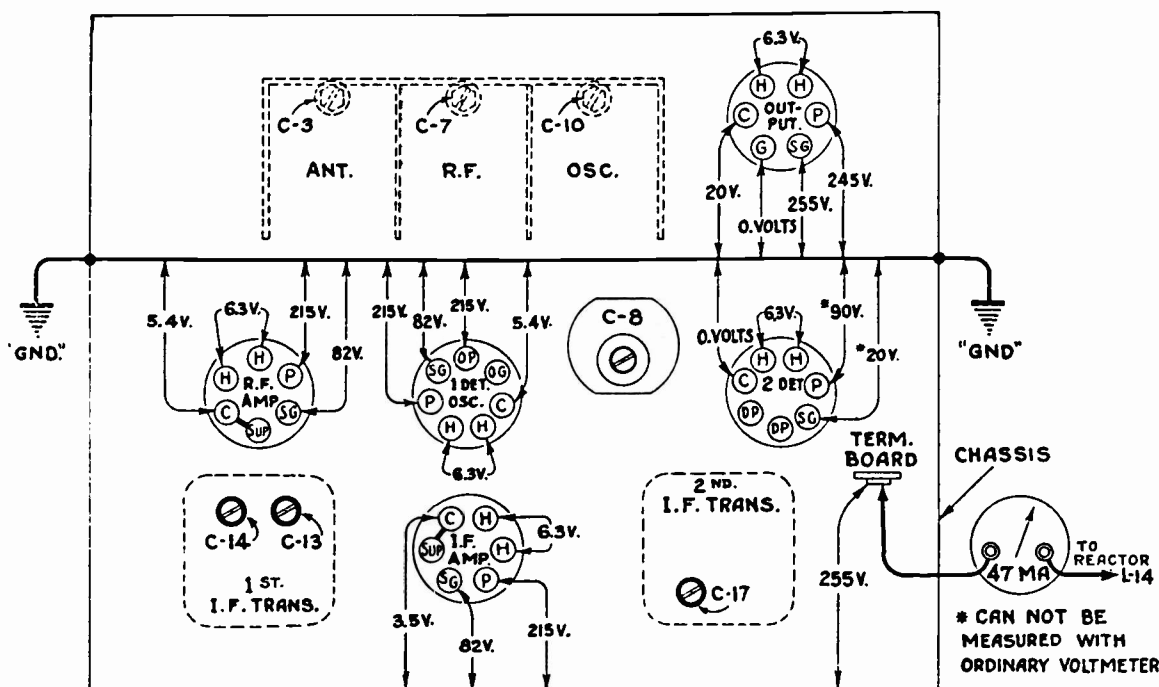 6.3V.
H H
OUT-
PUT.
C P
G SG
C-3
C-7
C-10
ANT.
R.F.
OSC.
20V.
0.VOLTS
255V.
245V.
"GND."
"GND"
5.4V.
6.3V.
215V.
82V.
H H P
R.F.
AMP.
C SUP SG
215V.
82V.
215V.
5.4V.
SG OP OG
1 DET.
OSC.
P C
H H
6.3V.
C-8
0.VOLTS
6.3V.
*90V.
*20V.
H H
C 2 DET. P
DP DP SG
TERM.
BOARD
CHASSIS
C-14
C-13
1 ST.
I.F. TRANS.
C H
SUP I.F. H
AMP.
SG P
6.3V.
3.5V.
82V.
215V.
2 ND.
I.F. TRANS.
C-17
255V.
47 MA
TO
REACTOR
L-14
* CAN NOT BE
MEASURED WITH
ORDINARY VOLTMETER